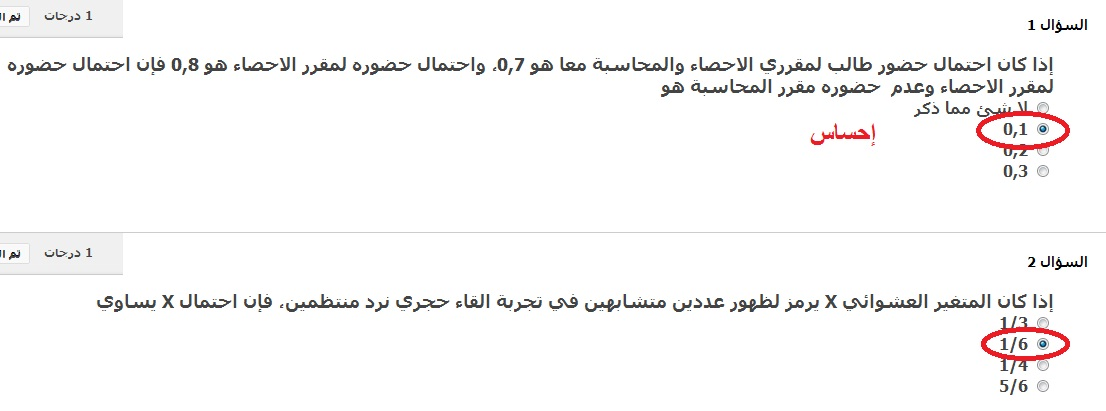 السؤال 1
1 درجات
إذا كان احتمال حضور طالب لمقرري الاحصاء والمحاسبة معا هو 0,7، واحتمال حضوره لمقرر الاحصاء هو 0,8 فإن احتمال حضوره
لمقرر الاحصاء وعدم حضوره مقرر المحاسبة هو
لا شئ مما ذكر
0,1
إحساس
0,2
0,3
السؤال 2
1 درجات
إذا كان المتغير العشوائي X يرمز لظهور عددين متشابهين في تجربة القاء حجري نرد منتظمين، فإن احتمال X يساوي
1/3
1/6
1/4
5/6